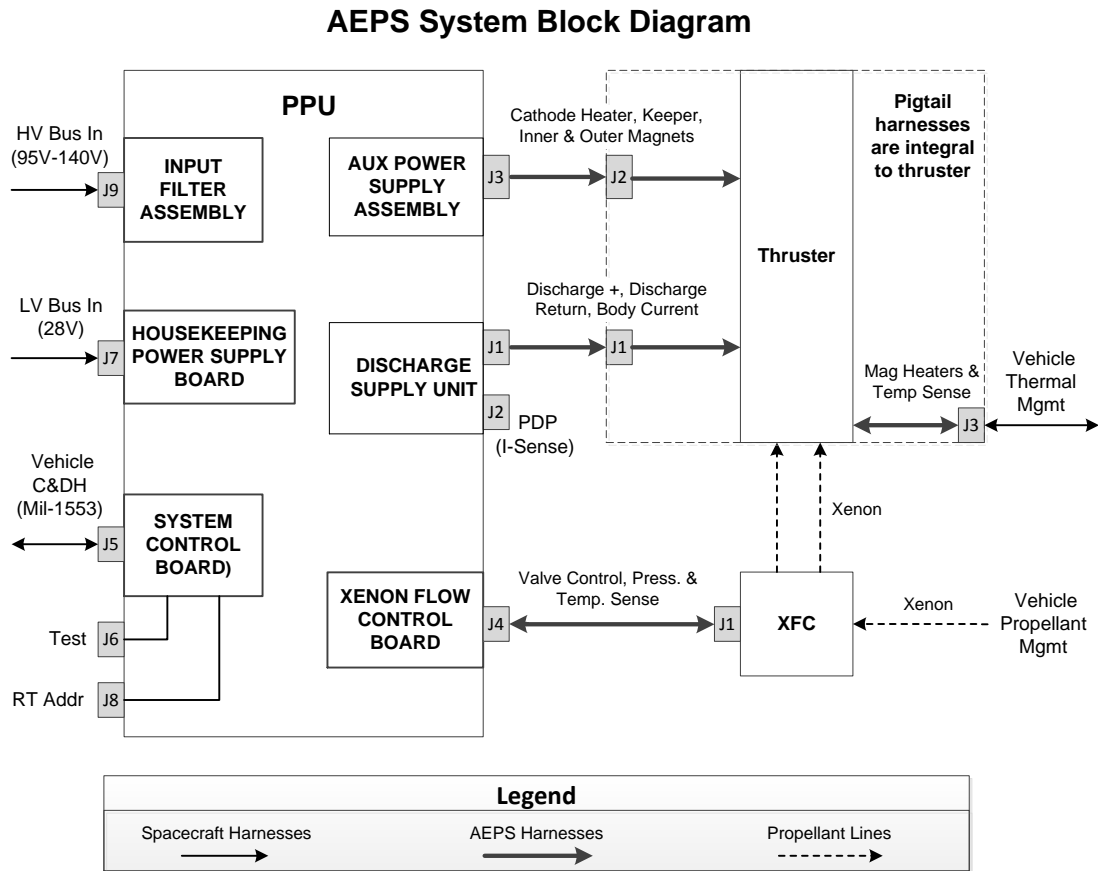 AEPS System Block Diagram
PPU
HV Bus In
(95V-140V)
J9
INPUT
FILTER
ASSEMBLY
AUX POWER
SUPPLY
ASSEMBLY
J3
Cathode Heater, Keeper,
Inner & Outer Magnets
J2
Thruster
Pigtail
harnesses
are integral
to thruster
LV Bus In
(28V)
J7
HOUSEKEEPING
POWER SUPPLY
BOARD
DISCHARGE
SUPPLY UNIT
J1
J2
PDP
(I-Sense)
Discharge +, Discharge
Return, Body Current
J1
Mag Heaters &
Temp Sense
J3
Vehicle
Thermal
Mgmt
Vehicle
C&DH
(Mil-1553)
J5
SYSTEM
CONTROL
BOARD)
Test
J6
RT Addr
J8
XENON FLOW
CONTROL
BOARD
J4
Valve Control, Press. &
Temp. Sense
J1
XFC
Xenon
Xenon
Vehicle
Propellant
Mgmt
Legend
Spacecraft Harnesses
AEPS Harnesses
Propellant Lines